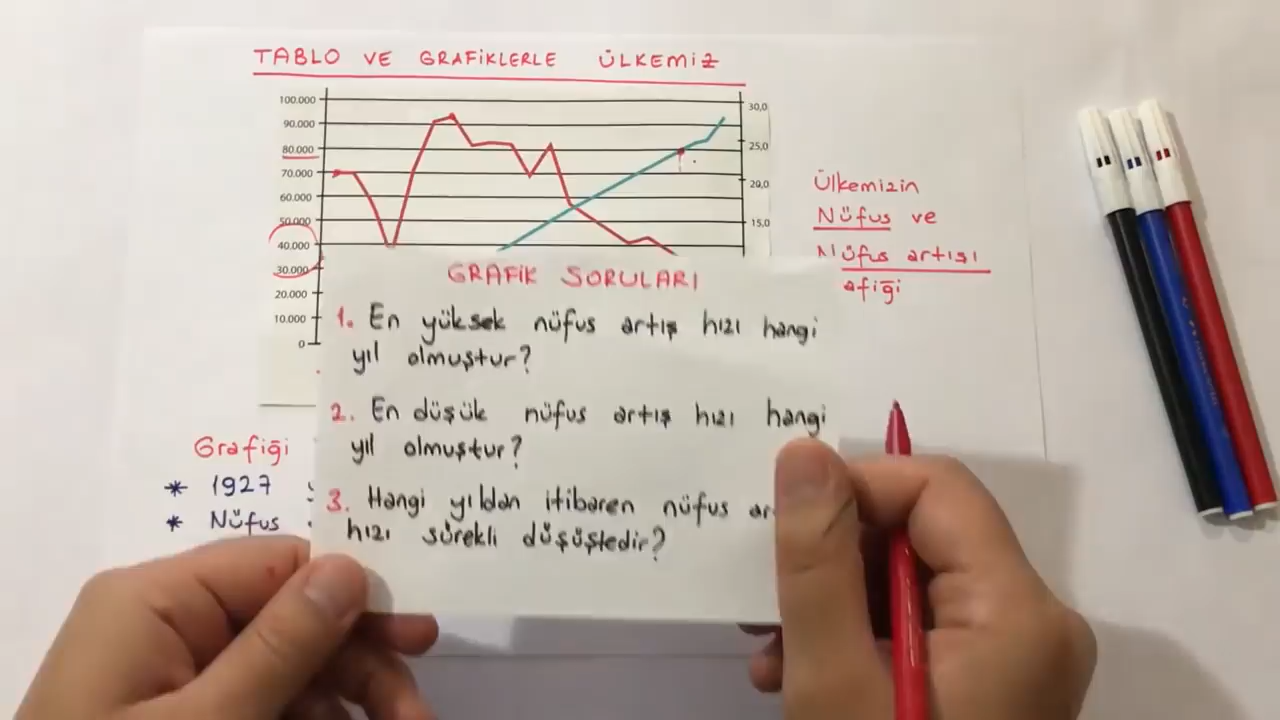 TABLO VE GRAFİKLERLE ÜLKEMİZ
100.000
90.000
80.000
70.000
60.000
50.000
40.000
30.000
20.000
10.000
0
30,0
25,0
20,0
15,0
Ülkemizin
Nüfus ve
Nüfus artışı
afiği
GRAFİK SORULARI
1. En yüksek nüfus artış hızı hangi
yıl olmuştur?
2. En düşük nüfus artış hızı hangi
yıl olmuştur?
3. Hangi yıldan itibaren nüfus ar
hızı sürekli düşüştedir?
Grafiği
* 1927
* Nüfus